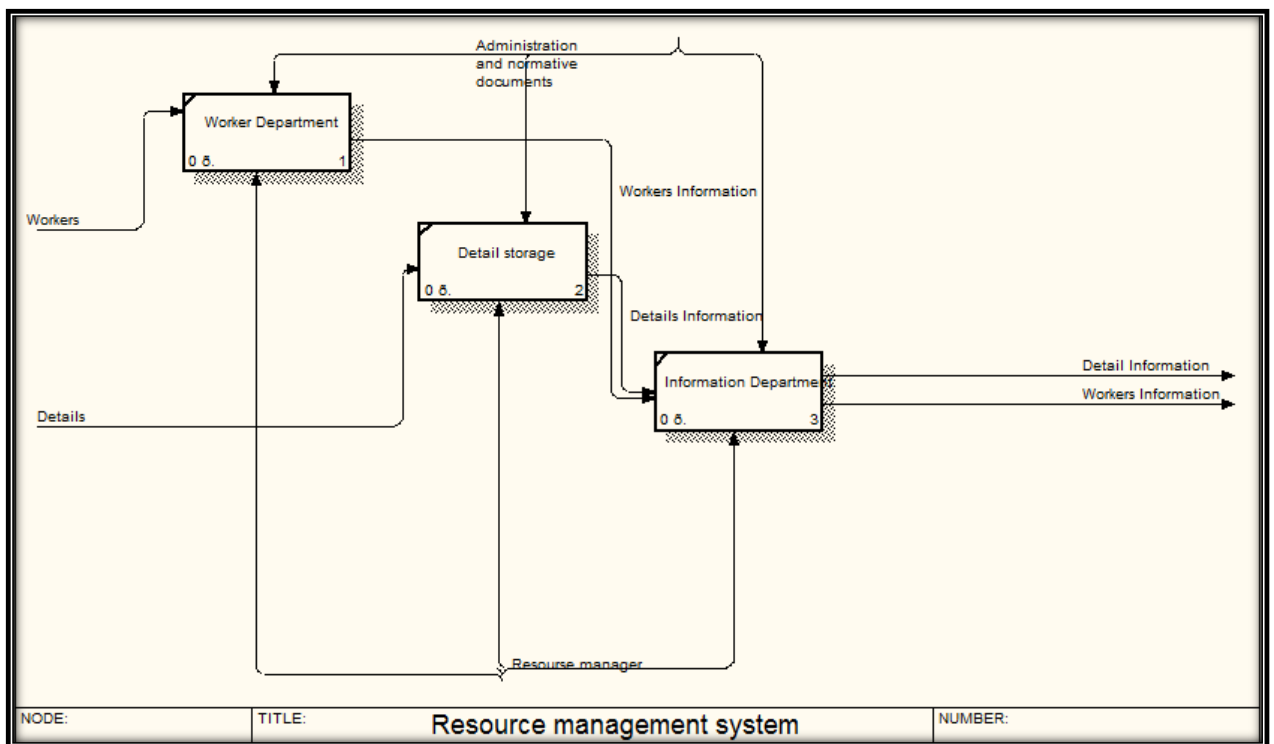 Administration
and normative
documents
Worker Department
0 б. 1
Workers Information
Workers
Detail storage
0 б. 2
Details Information
Information Department
0 б. 3
Detail Information
Workers Information
Details
Resourse manager
NODE:
TITLE:
Resource management system
NUMBER: